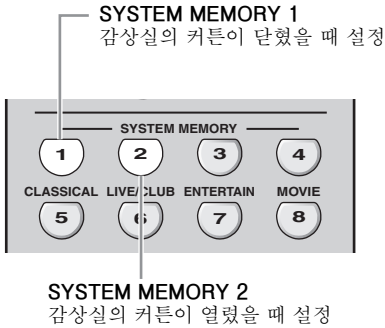 SYSTEM MEMORY 1
감상실의 커튼이 닫혔을 때 설정
SYSTEM MEMORY
1 2 3 4
CLASSICAL LIVE/CLUB ENTERTAIN MOVIE
5 6 7 8
SYSTEM MEMORY 2
감상실의 커튼이 열렸을 때 설정